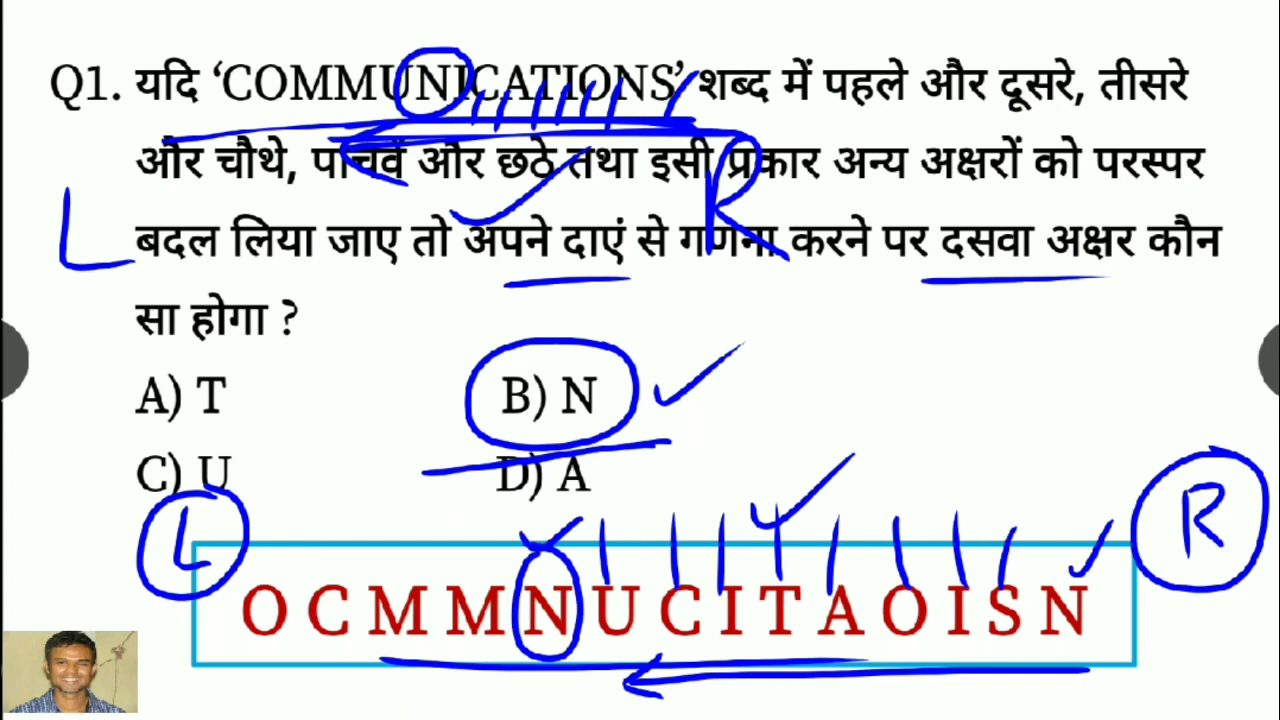 Q1. यदि ‘COMMUNICATIONS’ शब्द में पहले और दूसरे, तीसरे
और चौथे, पांचवें और छठे तथा इसी प्रकार अन्य अक्षरों को परस्पर
बदल लिया जाए तो अपने दाएं से गणना करने पर दसवा अक्षर कौन
सा होगा ?
L
R
A) T B) N
C) U D) A
L
R
O C M M N U C I T A O I S N